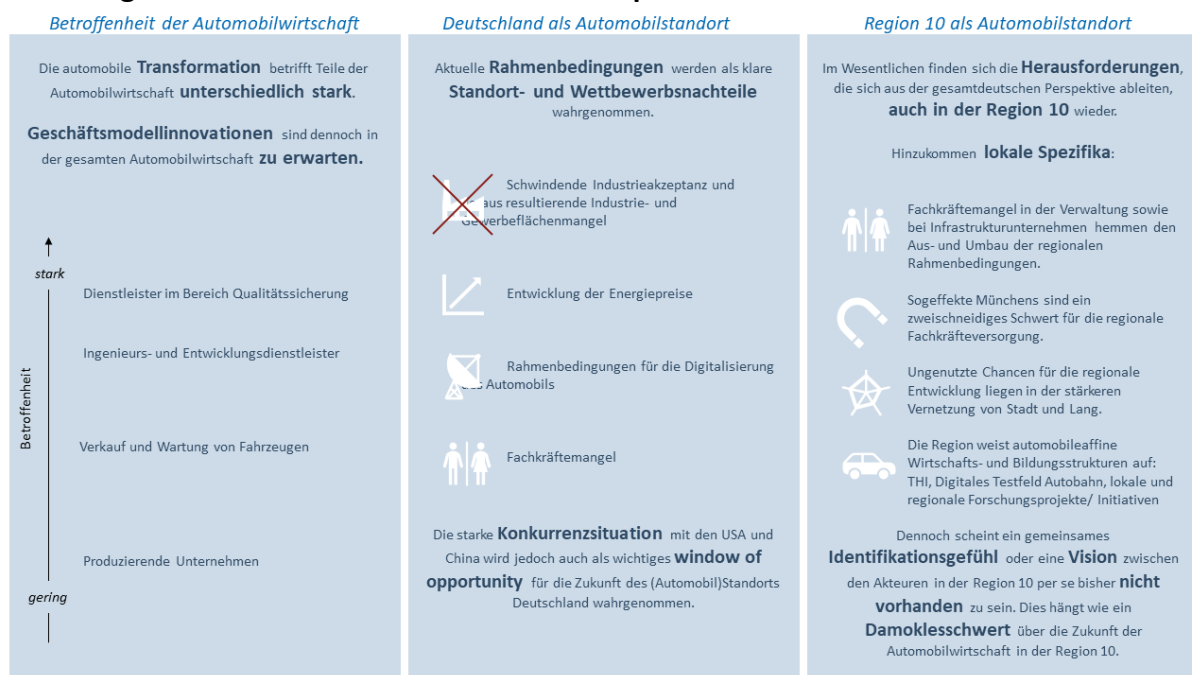 Betroffenheit der Automobilwirtschaft
Die automobile Transformation betrifft Teile der
Automobilwirtschaft unterschiedlich stark.
Geschäftsmodellinnovationen sind dennoch in
der gesamten Automobilwirtschaft zu erwarten.
stark
Dienstleister im Bereich Qualitätssicherung
Ingenieurs- und Entwicklungsdienstleister
Betroffenheit
Verkauf und Wartung von Fahrzeugen
Produzierende Unternehmen
gering
Deutschland als Automobilstandort
Aktuelle Rahmenbedingungen werden als klare
Standort- und Wettbewerbsnachteile
wahrgenommen.
Schwindende Industrieakzeptanz und
aus resultierende Industrie- und
Gewerbeflächenmangel
Entwicklung der Energiepreise
Rahmenbedingungen für die Digitalisierung
des Automobils
Fachkräftemangel
Die starke Konkurrenzsituation mit den USA und
China wird jedoch auch als wichtiges window of
opportunity für die Zukunft des (Automobil)Standorts
Deutschland wahrgenommen.
Region 10 als Automobilstandort
Im Wesentlichen finden sich die Herausforderungen,
die sich aus der gesamtdeutschen Perspektive ableiten,
auch in der Region 10 wieder.
Hinzukommen lokale Spezifika:
Fachkräftemangel in der Verwaltung sowie
bei Infrastrukturunternehmen hemmen den
Aus- und Umbau der regionalen
Rahmenbedingungen.
Sogeffekte Münchens sind ein
zweischneidiges Schwert für die regionale
Fachkräfteversorgung.
Ungenutzte Chancen für die regionale
Entwicklung liegen in der stärkeren
Vernetzung von Stadt und Lang.
Die Region weist automobileaffine
Wirtschafts- und Bildungsstrukturen auf:
THI, Digitales Testfeld Autobahn, lokale und
regionale Forschungsprojekte/ Initiativen
Dennoch scheint ein gemeinsames
Identifikationsgefühl oder eine Vision zwischen
den Akteuren in der Region 10 per se bisher nicht
vorhanden zu sein. Dies hängt wie ein
Damoklesschwert über die Zukunft der
Automobilwirtschaft in der Region 10.